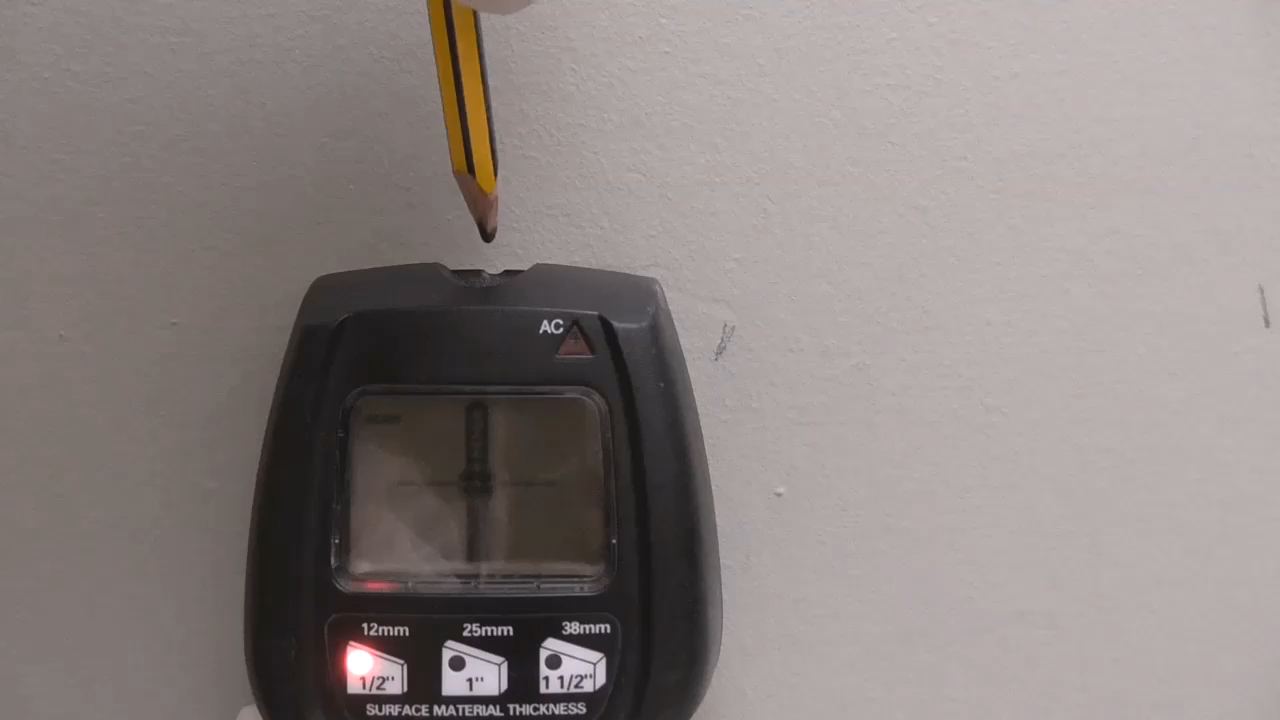 AC
12mm 25mm 38mm
1/2" 1" 1 1/2"
SURFACE MATERIAL THICKNESS